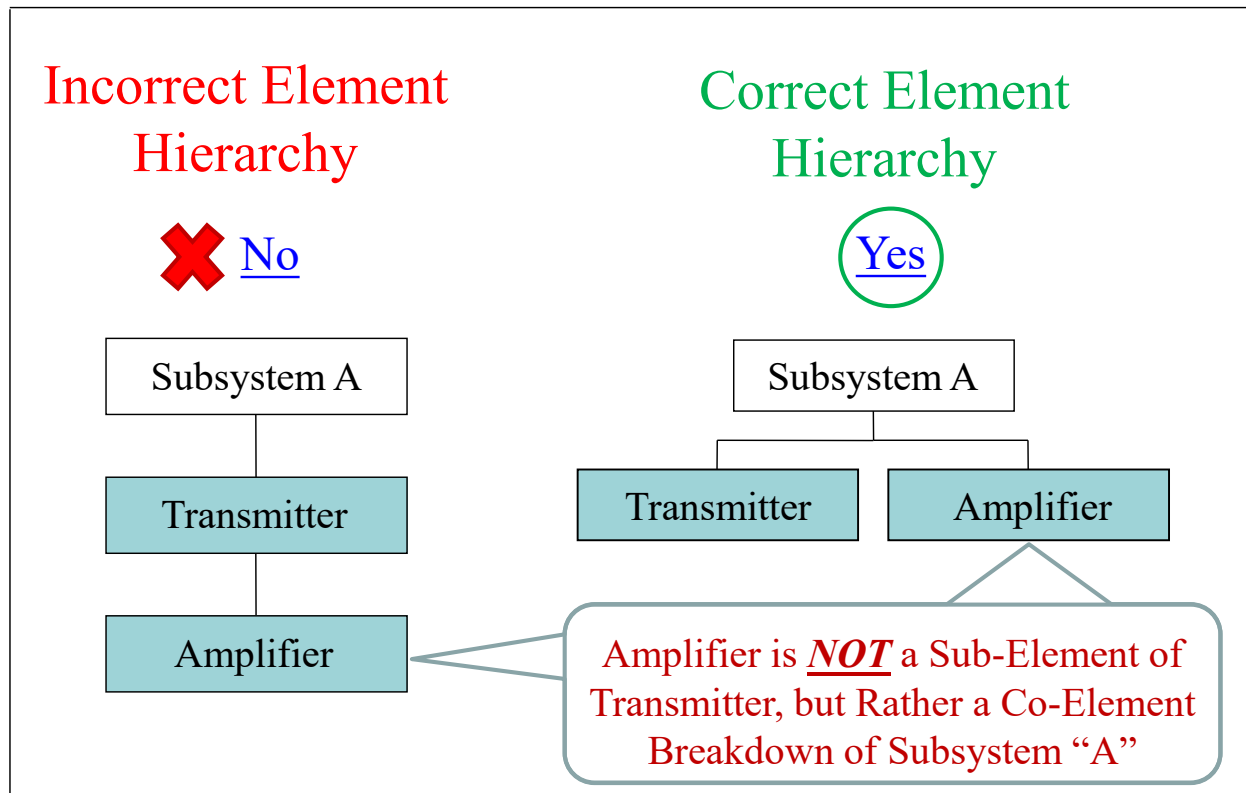 Incorrect Element
Hierarchy
No
Subsystem A
Transmitter
Amplifier
Correct Element
Hierarchy
Yes
Subsystem A
Transmitter
Amplifier
Amplifier is NOT a Sub-Element of
Transmitter, but Rather a Co-Element
Breakdown of Subsystem “A”